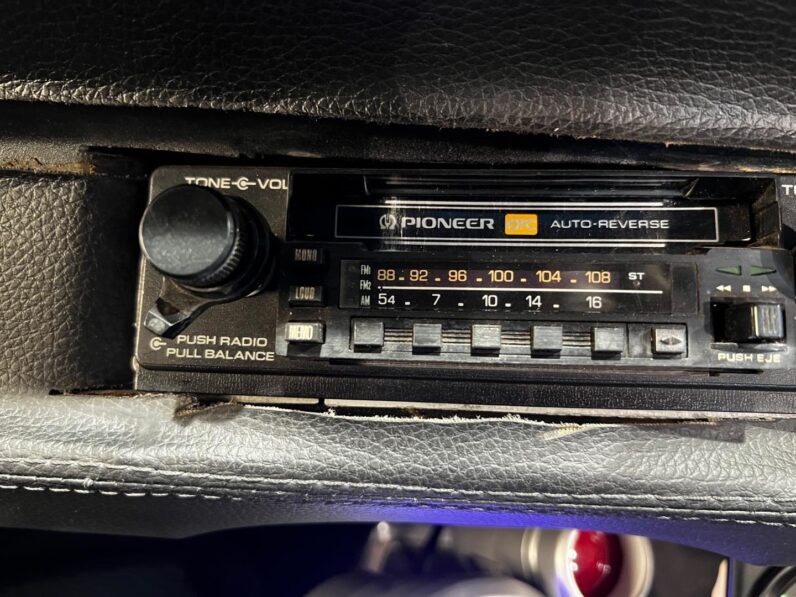 TONE VOL
PIONEER AUTO-REVERSE
MONO
LOUD
FM1 88 92 96 100 104 108 ST
FM2
AM 54 7 10 14 16
PUSH RADIO
PULL BALANCE
PUSH EJE